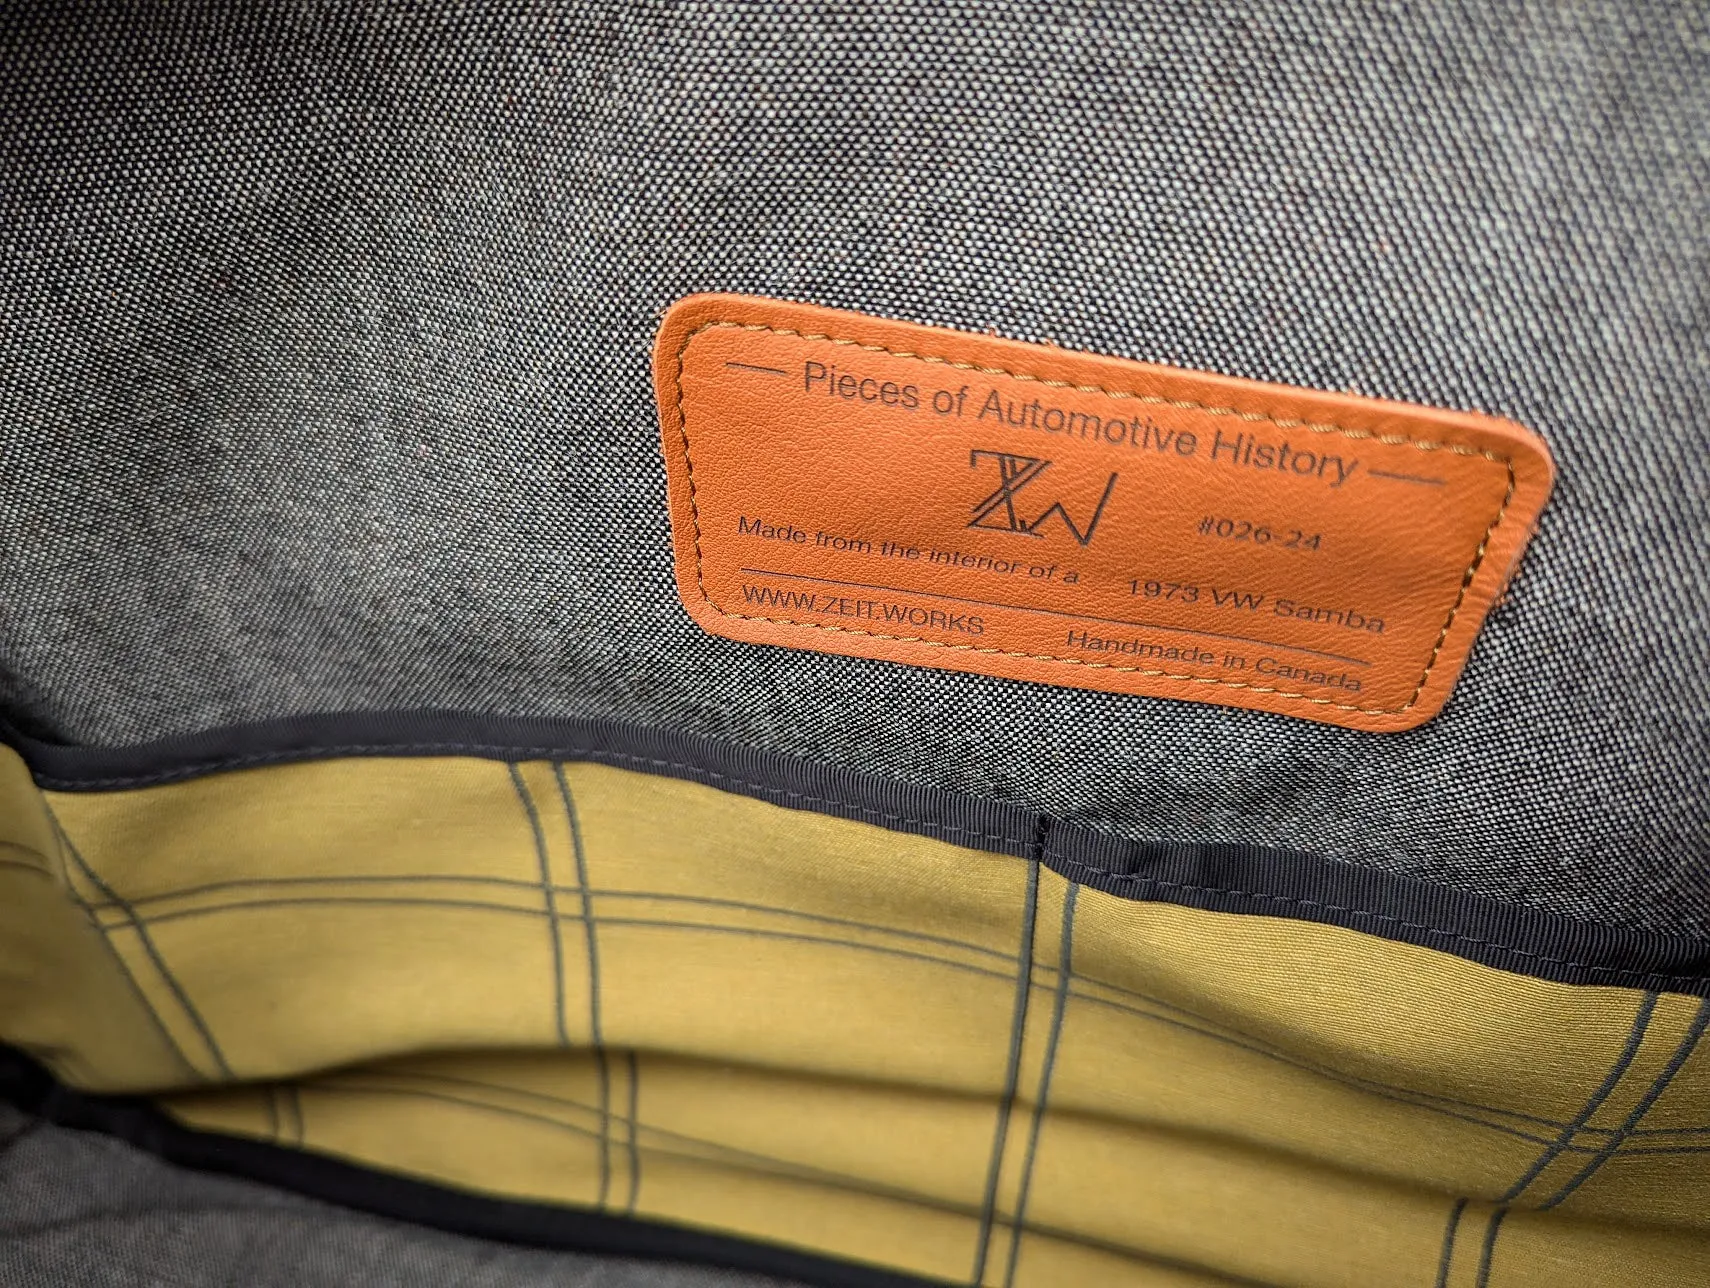 Pieces of Automotive History
ZW #026-24
Made from the interior of a 1973 VW Samba
WWW.ZEIT.WORKS Handmade in Canada